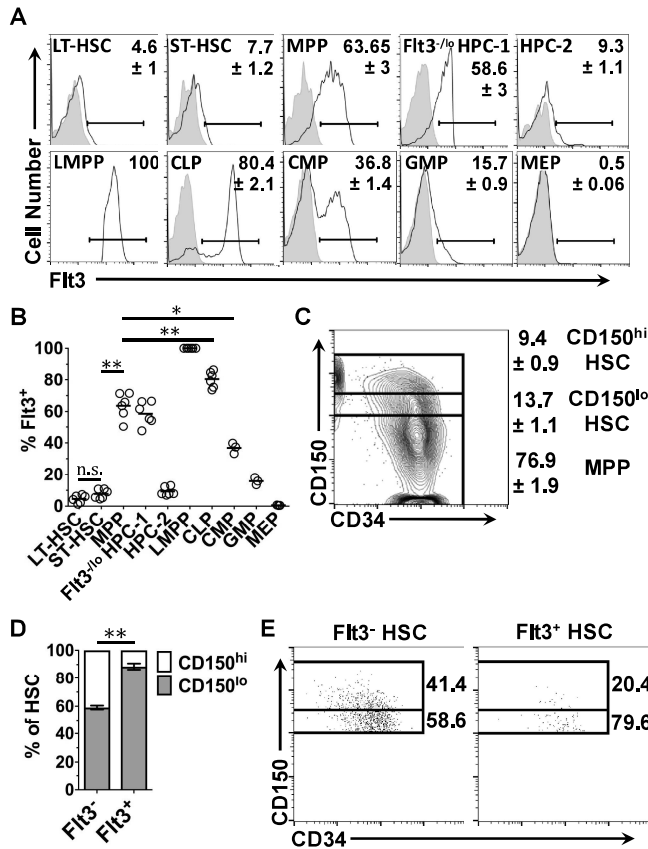 A
LT-HSC 4.6 ± 1
ST-HSC 7.7 ± 1.2
MPP 63.65 ± 3
Flt3-/lo HPC-1 58.6 ± 3
HPC-2 9.3 ± 1.1
LMPP 100
CLP 80.4 ± 2.1
CMP 36.8 ± 1.4
GMP 15.7 ± 0.9
MEP 0.5 ± 0.06
Cell Number
Flt3
B
% Flt3+
100
80
60
40
20
0
n.s.
**
**
*
LT-HSC
ST-HSC
MPP
Flt3-/lo HPC-1
HPC-2
LMPP
CLP
CMP
GMP
MEP
C
CD150
CD34
9.4 ± 0.9 CD150hi HSC
13.7 ± 1.1 CD150lo HSC
76.9 ± 1.9 MPP
D
**
% of HSC
100
80
60
40
20
0
Flt3-
Flt3+
CD150hi
CD150lo
E
Flt3- HSC
Flt3+ HSC
41.4
58.6
20.4
79.6
CD150
CD34